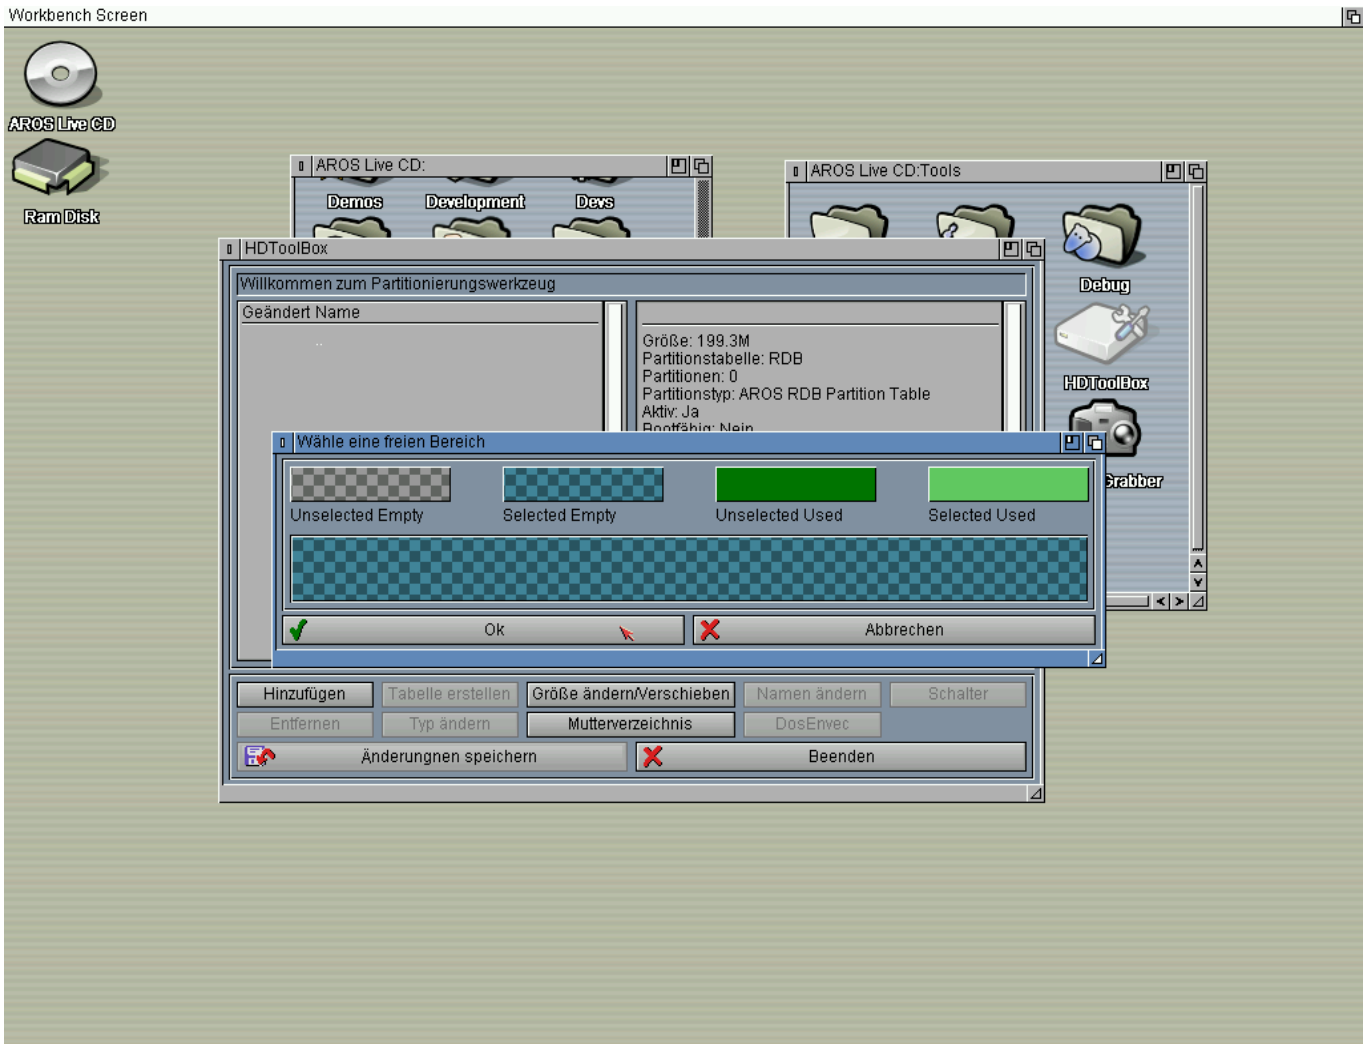 Workbench Screen
AROS Live CD
Ram Disk
AROS Live CD:
Demos Development Devs
AROS Live CD:Tools
Debug
HDToolBox
Grabber
HDToolBox
Willkommen zum Partitionierungswerkzeug
Geändert Name
..
Größe: 199.3M
Partitionstabelle: RDB
Partitionen: 0
Partitionstyp: AROS RDB Partition Table
Aktiv: Ja
Bootfähig: Nein
Wähle eine freien Bereich
Unselected Empty Selected Empty Unselected Used Selected Used
Ok Abbrechen
Hinzufügen Tabelle erstellen Größe ändern/Verschieben Namen ändern Schalter
Entfernen Typ ändern Mutterverzeichnis DosEnvec
Änderungnen speichern Beenden